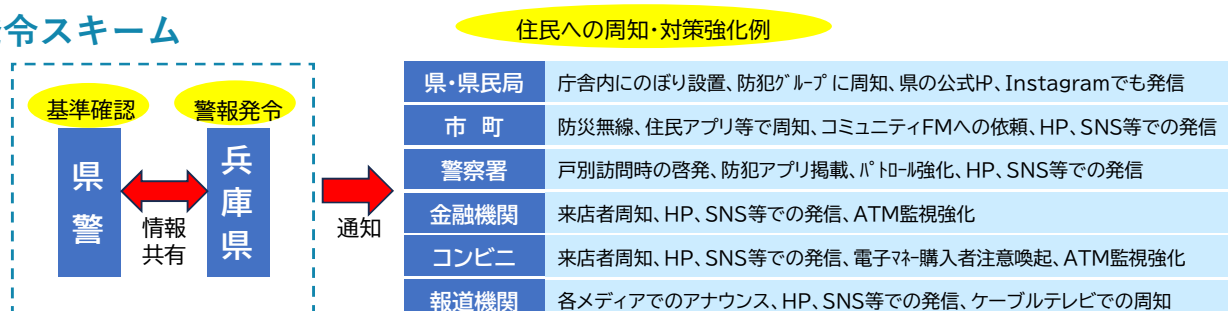 令スキーム
住民への周知・対策強化例
基準確認
警報発令
県警
兵庫県
情報
共有
通知
県・県民局 庁舎内にのぼり設置、防犯ｸﾞﾙｰﾌﾟに周知、県の公式HP、Instagramでも発信
市 町 防災無線、住民アプリ等で周知、コミュニティFMへの依頼、HP、SNS等での発信
警察署 戸別訪問時の啓発、防犯アプリ掲載、ﾊﾟﾄﾛｰﾙ強化、HP、SNS等での発信
金融機関 来店者周知、HP、SNS等での発信、ATM監視強化
コンビニ 来店者周知、HP、SNS等での発信、電子ﾏﾈｰ購入者注意喚起、ATM監視強化
報道機関 各メディアでのアナウンス、HP、SNS等での発信、ケーブルテレビでの周知